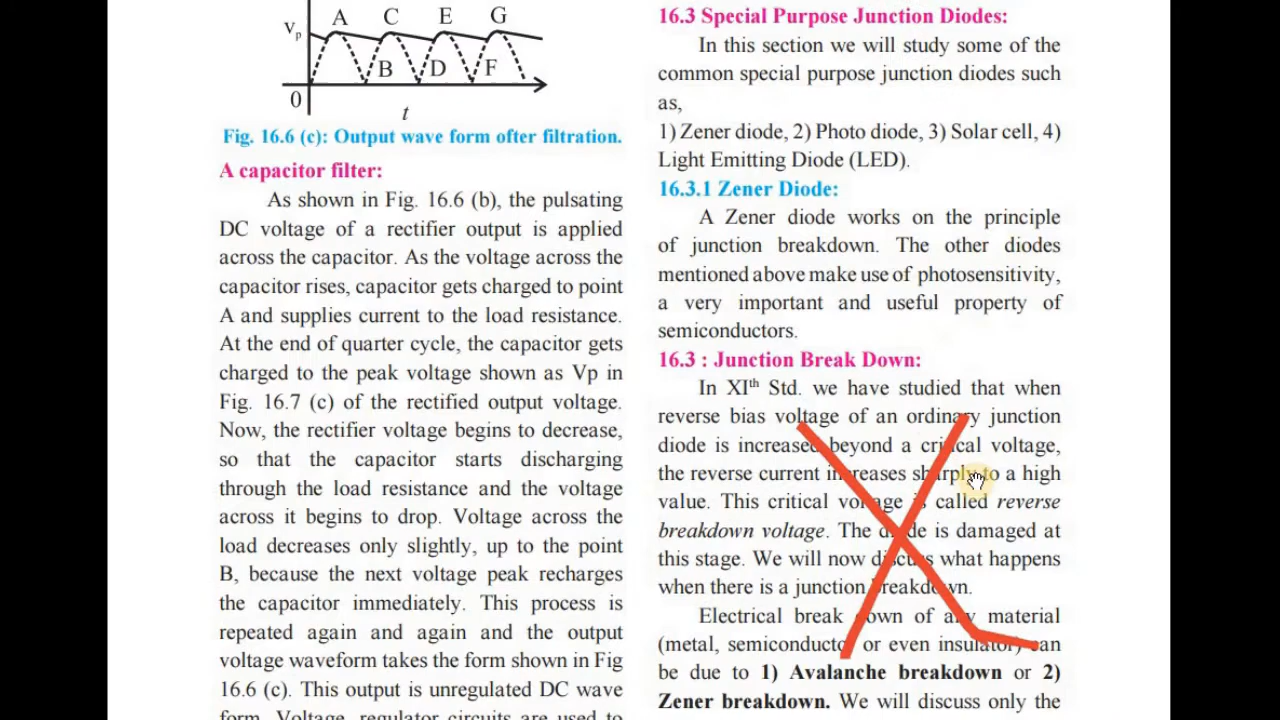 A C E G
Vp
B D F
0
t
Fig. 16.6 (c): Output wave form ofter filtration.
A capacitor filter:
As shown in Fig. 16.6 (b), the pulsating
DC voltage of a rectifier output is applied
across the capacitor. As the voltage across the
capacitor rises, capacitor gets charged to point
A and supplies current to the load resistance.
At the end of quarter cycle, the capacitor gets
charged to the peak voltage shown as Vp in
Fig. 16.7 (c) of the rectified output voltage.
Now, the rectifier voltage begins to decrease,
so that the capacitor starts discharging
through the load resistance and the voltage
across it begins to drop. Voltage across the
load decreases only slightly, up to the point
B, because the next voltage peak recharges
the capacitor immediately. This process is
repeated again and again and the output
voltage waveform takes the form shown in Fig
16.6 (c). This output is unregulated DC wave
form. Voltage regulator circuits are used to
16.3 Special Purpose Junction Diodes:
In this section we will study some of the
common special purpose junction diodes such
as,
1) Zener diode, 2) Photo diode, 3) Solar cell, 4)
Light Emitting Diode (LED).
16.3.1 Zener Diode:
A Zener diode works on the principle
of junction breakdown. The other diodes
mentioned above make use of photosensitivity,
a very important and useful property of
semiconductors.
16.3 : Junction Break Down:
In XIth Std. we have studied that when
reverse bias voltage of an ordinary junction
diode is increased beyond a critical voltage,
the reverse current increases sharply to a high
value. This critical voltage is called reverse
breakdown voltage. The diode is damaged at
this stage. We will now discuss what happens
when there is a junction breakdown.
Electrical break down of any material
(metal, semiconductor or even insulator) can
be due to 1) Avalanche breakdown or 2)
Zener breakdown. We will discuss only the